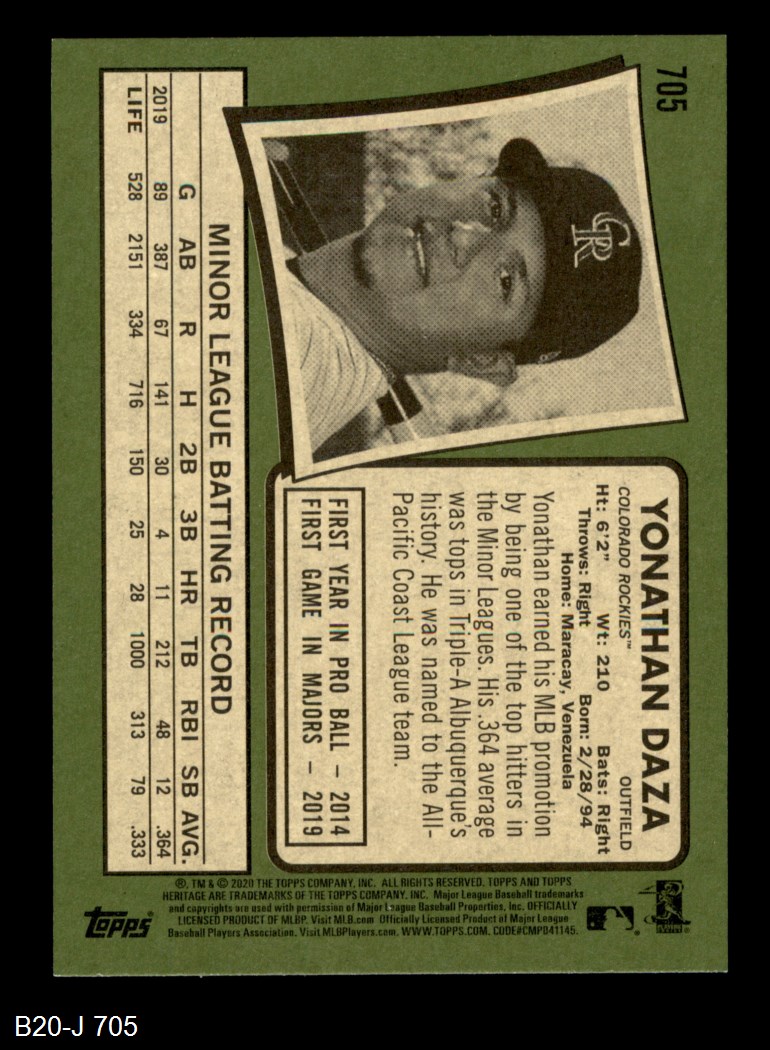 705
YONATHAN DAZA
COLORADO ROCKIES™ OUTFIELD
Ht: 6'2" Wt: 210 Bats: Right
Throws: Right Born: 2/28/94
Home: Maracay, Venezuela
Yonathan earned his MLB promotion
by being one of the top hitters in
the Minor Leagues. His .364 average
was tops in Triple-A Albuquerque's
history. He was named to the All-
Pacific Coast League team.
FIRST YEAR IN PRO BALL – 2014
FIRST GAME IN MAJORS – 2019
CR
MINOR LEAGUE BATTING RECORD
G AB R H 2B 3B HR TB RBI SB AVG.
2019 89 387 67 141 30 4 11 212 48 12 .364
LIFE 528 2151 334 716 150 25 28 1000 313 79 .333
®, TM & © 2020 THE TOPPS COMPANY, INC. ALL RIGHTS RESERVED. TOPPS AND TOPPS
HERITAGE ARE TRADEMARKS OF THE TOPPS COMPANY, INC. Major League Baseball trademarks
and copyrights are used with permission of Major League Baseball Properties, Inc. OFFICIALLY
LICENSED PRODUCT OF MLBP. Visit MLB.com Officially Licensed Product of Major League
Baseball Players Association. Visit MLBPlayers.com. WWW.TOPPS.COM. CODE#CMP041145.
Topps®
B20-J 705